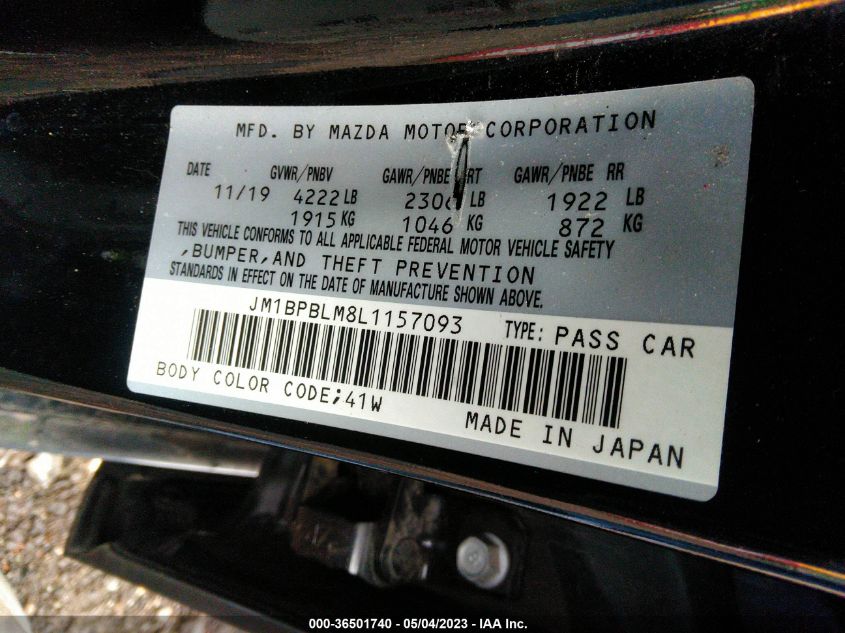 MFD. BY MAZDA MOTOR CORPORATION
DATE GVWR/PNBV GAWR/PNBE FRT GAWR/PNBE RR
11/19 4222 LB 2306 LB 1922 LB
1915 KG 1046 KG 872 KG
THIS VEHICLE CONFORMS TO ALL APPLICABLE FEDERAL MOTOR VEHICLE SAFETY
,BUMPER,AND THEFT PREVENTION
STANDARDS IN EFFECT ON THE DATE OF MANUFACTURE SHOWN ABOVE.
JM1BPBLM8L1157093 TYPE: PASS CAR
BODY COLOR CODE;41W
MADE IN JAPAN
000-36501740 - 05/04/2023 - IAA Inc.